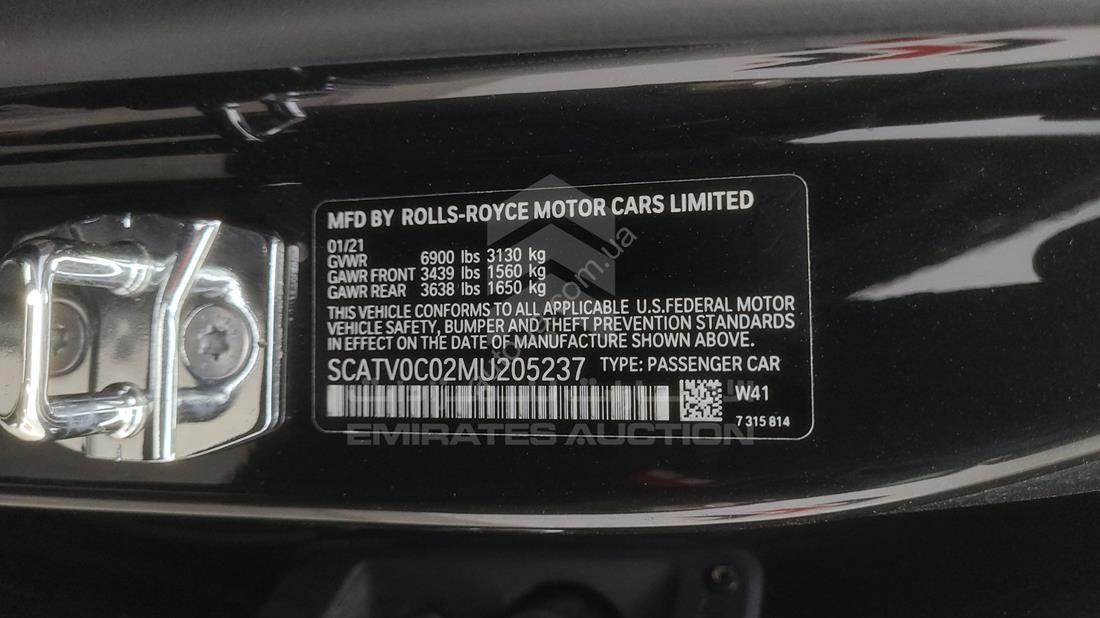 MFD BY ROLLS-ROYCE MOTOR CARS LIMITED
01/21
GVWR 6900 lbs 3130 kg
GAWR FRONT 3439 lbs 1560 kg
GAWR REAR 3638 lbs 1650 kg
THIS VEHICLE CONFORMS TO ALL APPLICABLE U.S.FEDERAL MOTOR
VEHICLE SAFETY, BUMPER AND THEFT PREVENTION STANDARDS
IN EFFECT ON THE DATE OF MANUFACTURE SHOWN ABOVE.
SCATV0C02MU205237 TYPE: PASSENGER CAR
W41
7 315 814
EMIRATES AUCTION